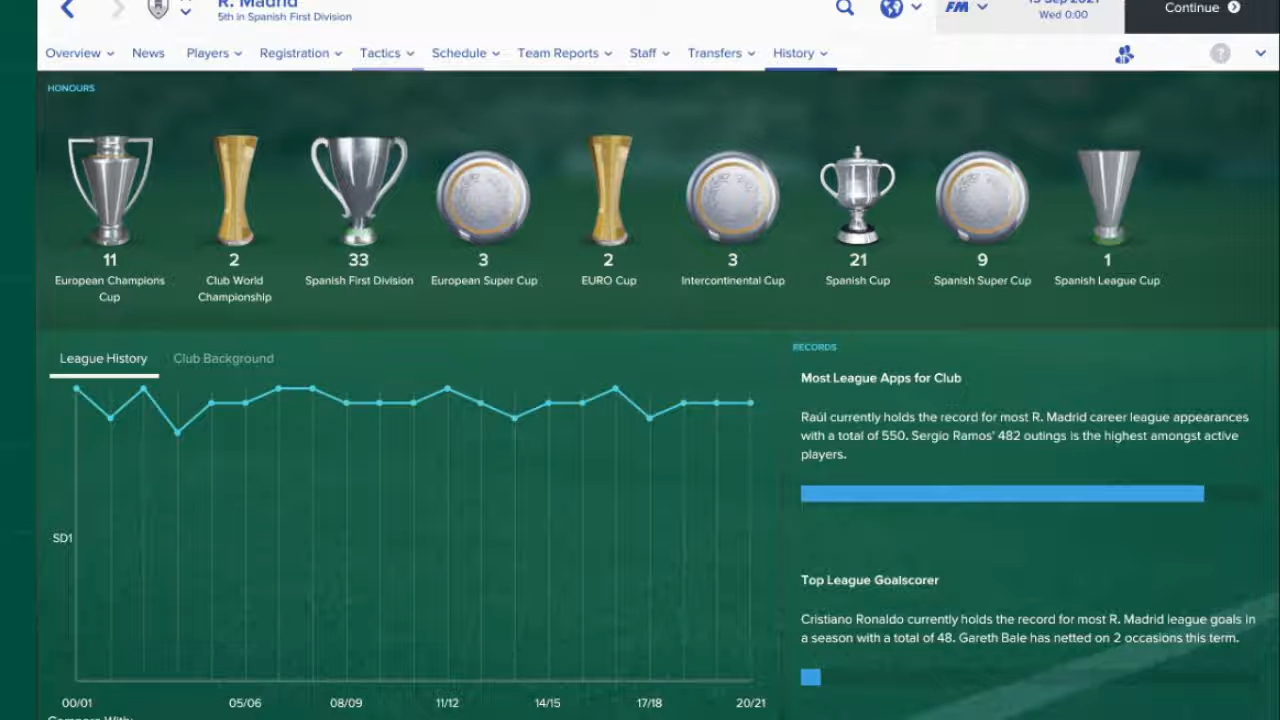 R. Madrid
5th in Spanish First Division
FM
Wed 0:00
Continue
Overview
News
Players
Registration
Tactics
Schedule
Team Reports
Staff
Transfers
History
?
HONOURS
11
European Champions
Cup
2
Club World
Championship
33
Spanish First Division
3
European Super Cup
2
EURO Cup
3
Intercontinental Cup
21
Spanish Cup
9
Spanish Super Cup
1
Spanish League Cup
League History
Club Background
SD1
00/01
05/06
08/09
11/12
14/15
17/18
20/21
Compare With:
RECORDS
Most League Apps for Club
Raúl currently holds the record for most R. Madrid career league appearances
with a total of 550. Sergio Ramos' 482 outings is the highest amongst active
players.
Top League Goalscorer
Cristiano Ronaldo currently holds the record for most R. Madrid league goals in
a season with a total of 48. Gareth Bale has netted on 2 occasions this term.